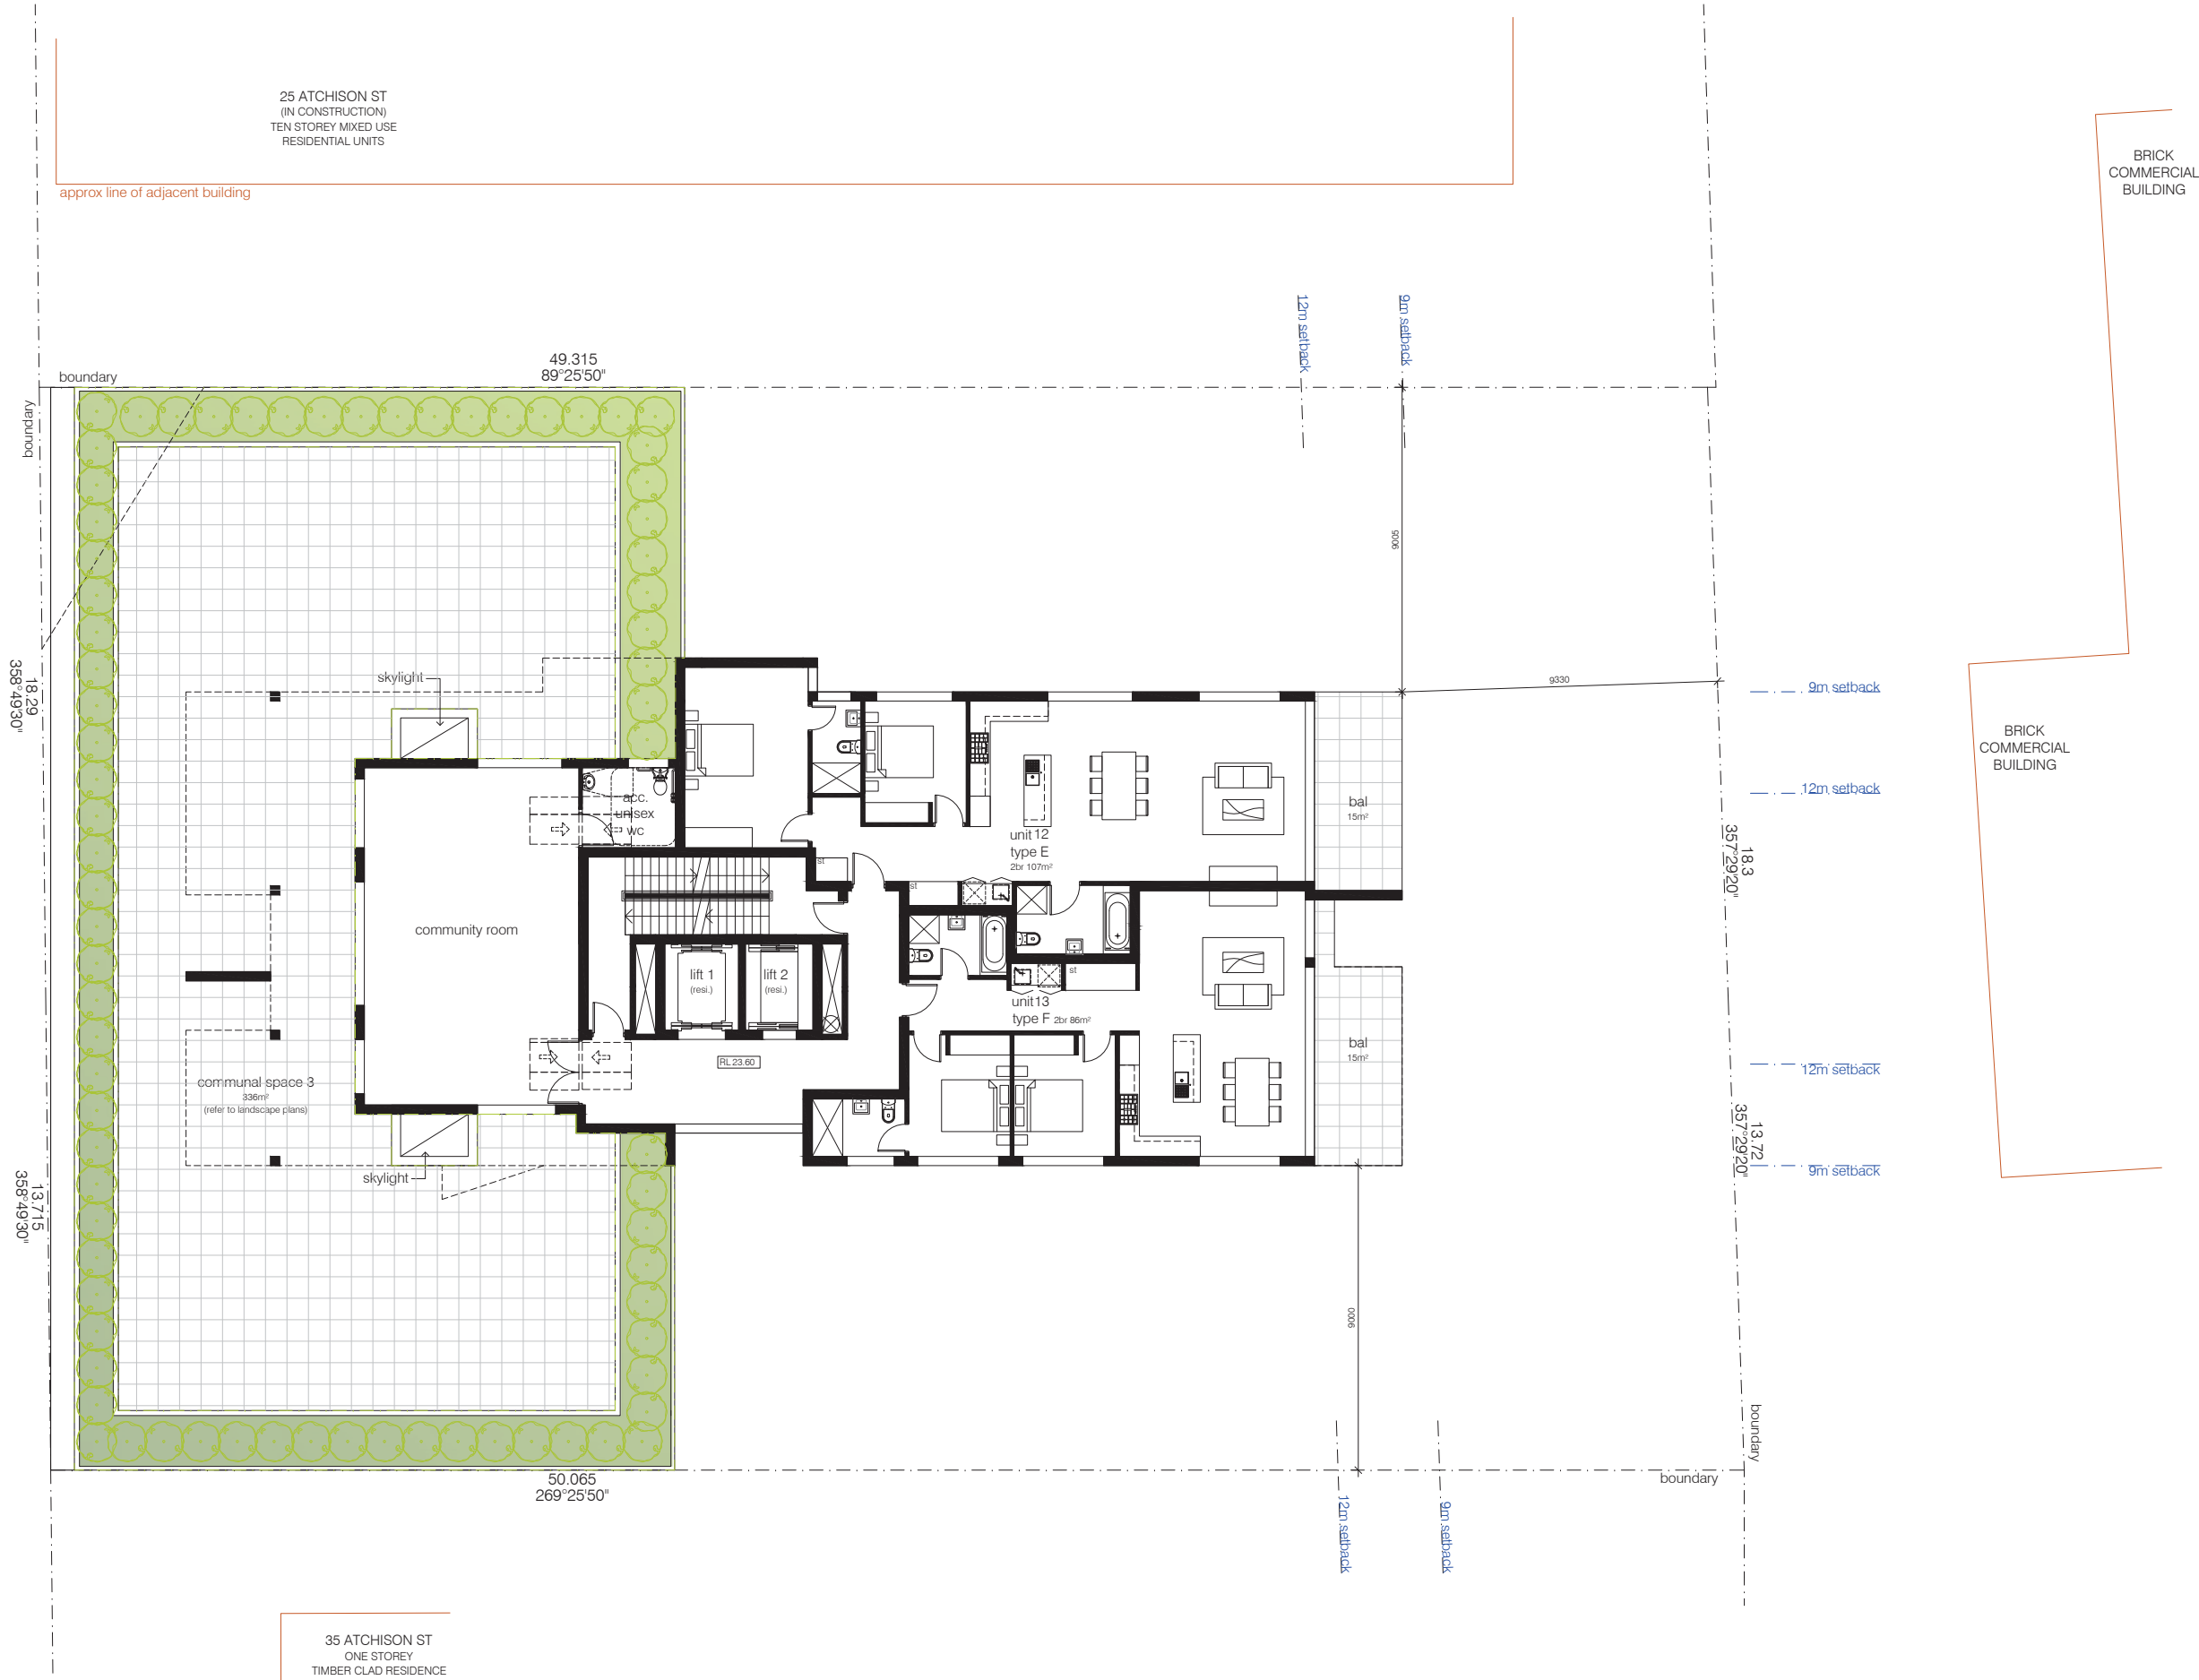 25 ATCHISON ST
(IN CONSTRUCTION)
TEN STOREY MIXED USE
RESIDENTIAL UNITS
approx line of adjacent building
BRICK
COMMERCIAL
BUILDING
12m setback
9m setback
49.315
89°25'50"
boundary
boundary
9005
skylight
18.29
358°49'30"
9330
9m setback
BRICK
COMMERCIAL
BUILDING
12m setback
acc.
unisex
wc
bal
15m²
unit 12
type E
2br 107m²
st
st
18.3
357°29'20"
community room
lift 1
(resi.)
lift 2
(resi.)
st
unit 13
type F 2br 86m²
bal
15m²
RL 23.60
12m setback
communal space 3
336m²
(refer to landscape plans)
13.72
357°29'20"
9m setback
skylight
13.715
358°49'30"
9000
boundary
boundary
50.065
269°25'50"
12m setback
9m setback
35 ATCHISON ST
ONE STOREY
TIMBER CLAD RESIDENCE